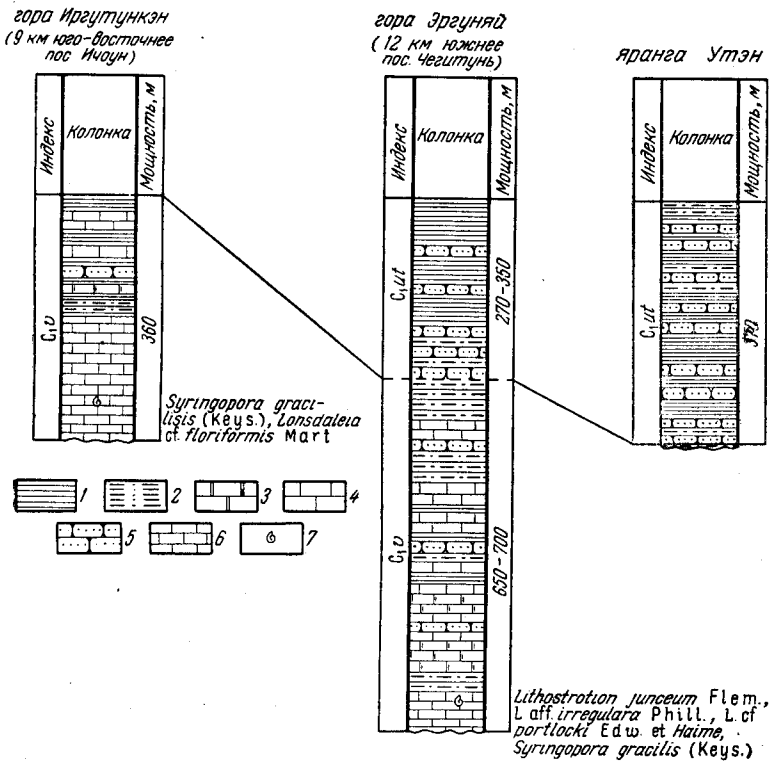 гора Иргутункэн
(9 км юго-восточнее
пос Ичоун)
Индекс
Колонка
Мощность, м
C₁v
360
Syringopora graci-
lisis (Keys.), Lonsdaleia
cf. floriformis Mart
гора Эргуняй
(12 км южнее
пос. Чегитунь)
Индекс
Колонка
Мощность, м
C₁ut
270-350
C₁v
650-700
Lithostrotion junceum Flem.,
L aff. irregulara Phill., L. cf
portlocki Edw. et Haime,
Syringopora gracilis (Keys.)
яранга Утэн
Индекс
Колонка
Мощность, м
C₁ut
370
1
2
3
4
5
6
7